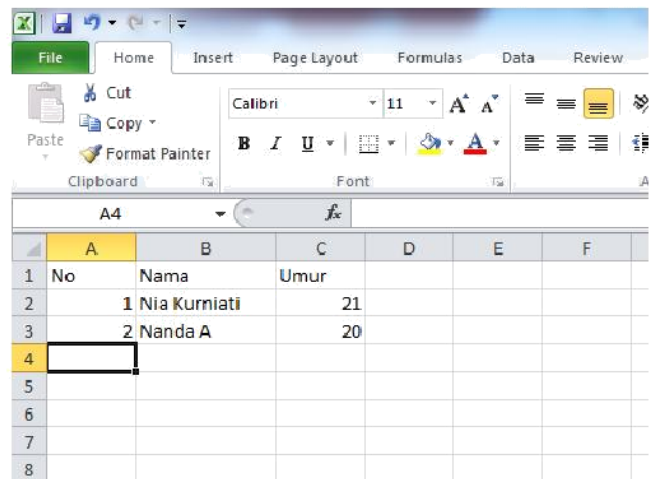 File Home Insert Page Layout Formulas Data Review
Cut
Copy
Format Painter
Paste
Calibri 11 A A
B I U A
Clipboard Font A
A4 fx
A B C D E F
1 No Nama Umur
2 1 Nia Kurniati 21
3 2 Nanda A 20
4
5
6
7
8